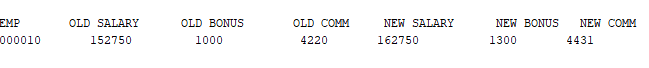 EMP OLD SALARY OLD BONUS OLD COMM NEW SALARY NEW BONUS NEW COMM
000010 152750 1000 4220 162750 1300 4431